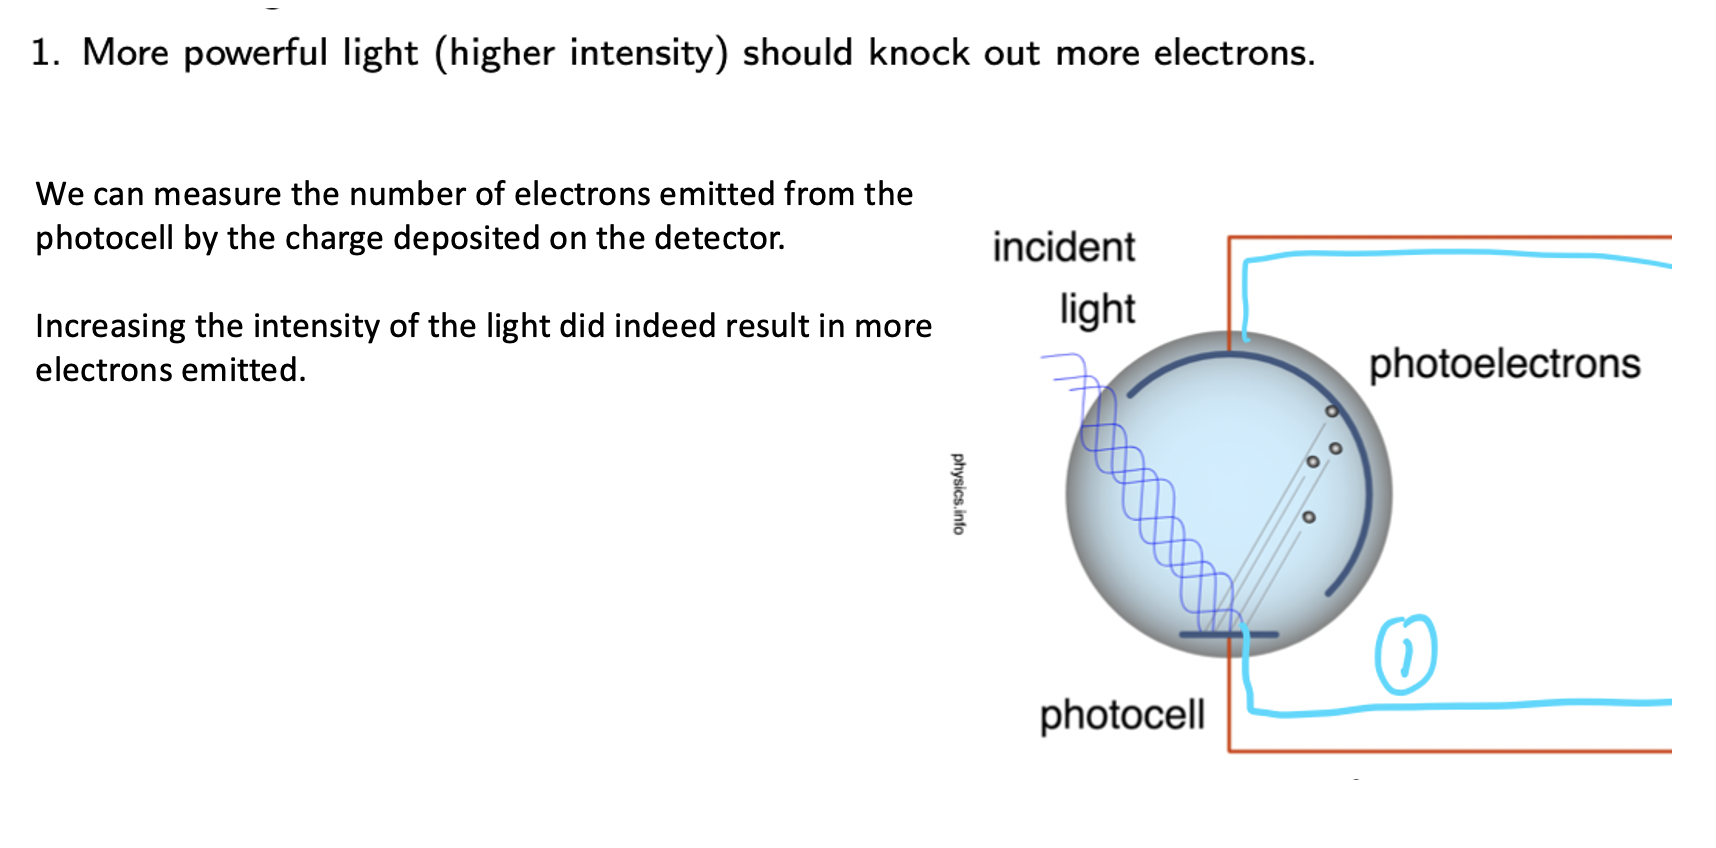 1. More powerful light (higher intensity) should knock out more electrons.
We can measure the number of electrons emitted from the
photocell by the charge deposited on the detector.
Increasing the intensity of the light did indeed result in more
electrons emitted.
incident
light
photoelectrons
physics.info
1
photocell